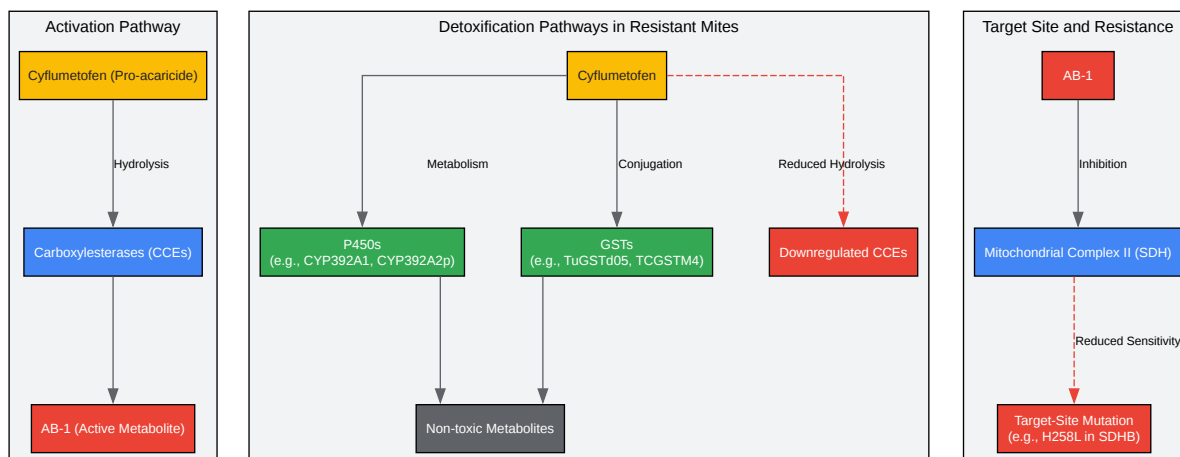 Activation Pathway
Cyflumetofen (Pro-acaricide)
Hydrolysis
Carboxylesterases (CCEs)
AB-1 (Active Metabolite)
Detoxification Pathways in Resistant Mites
Cyflumetofen
Metabolism
Conjugation
Reduced Hydrolysis
P450s
(e.g., CYP392A1, CYP392A2p)
GSTs
(e.g., TuGSTd05, TCGSTM4)
Downregulated CCEs
Non-toxic Metabolites
Target Site and Resistance
AB-1
Inhibition
Mitochondrial Complex II (SDH)
Reduced Sensitivity
Target-Site Mutation
(e.g., H258L in SDHB)